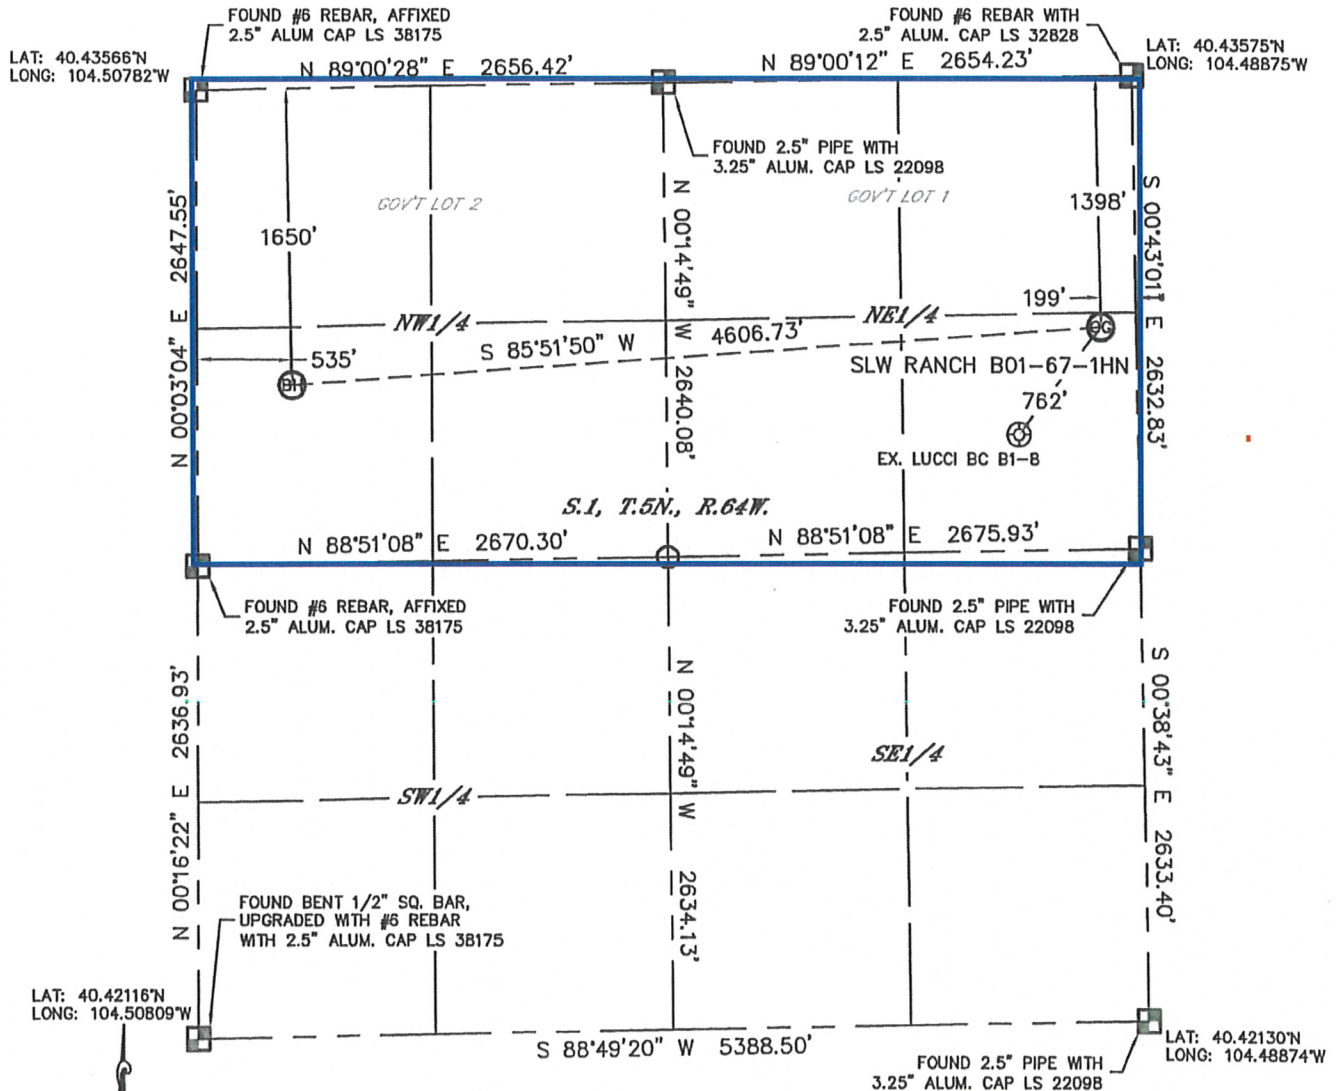 FOUND #6 REBAR, AFFIXED
2.5" ALUM CAP LS 38175
FOUND #6 REBAR WITH
2.5" ALUM. CAP LS 32828
LAT: 40.43566°N
LONG: 104.50782°W
LAT: 40.43575°N
LONG: 104.48875°W
N 89°00'28" E 2656.42'
N 89°00'12" E 2654.23'
FOUND 2.5" PIPE WITH
3.25" ALUM. CAP LS 22098
GOV'T LOT 2
GOV'T LOT 1
N 00°03'04" E 2647.55'
N 00°14'49" W 2640.08'
S 00°43'01" E 2632.83'
1650'
1398'
199'
NW1/4
NE1/4
S 85°51'50" W 4606.73'
OG
535'
BH
SLW RANCH B01-67-1HN
762'
EX. LUCCI BC B1-8
S.1, T.5N., R.64W.
N 88°51'08" E 2670.30'
N 88°51'08" E 2675.93'
FOUND #6 REBAR, AFFIXED
2.5" ALUM. CAP LS 38175
FOUND 2.5" PIPE WITH
3.25" ALUM. CAP LS 22098
N 00°16'22" E 2636.93'
N 00°14'49" W 2634.13'
S 00°38'43" E 2633.40'
SE1/4
SW1/4
FOUND BENT 1/2" SQ. BAR,
UPGRADED WITH #6 REBAR
WITH 2.5" ALUM. CAP LS 38175
LAT: 40.42116°N
LONG: 104.50809°W
S 88°49'20" W 5388.50'
LAT: 40.42130°N
LONG: 104.48874°W
FOUND 2.5" PIPE WITH
3.25" ALUM. CAP LS 22098